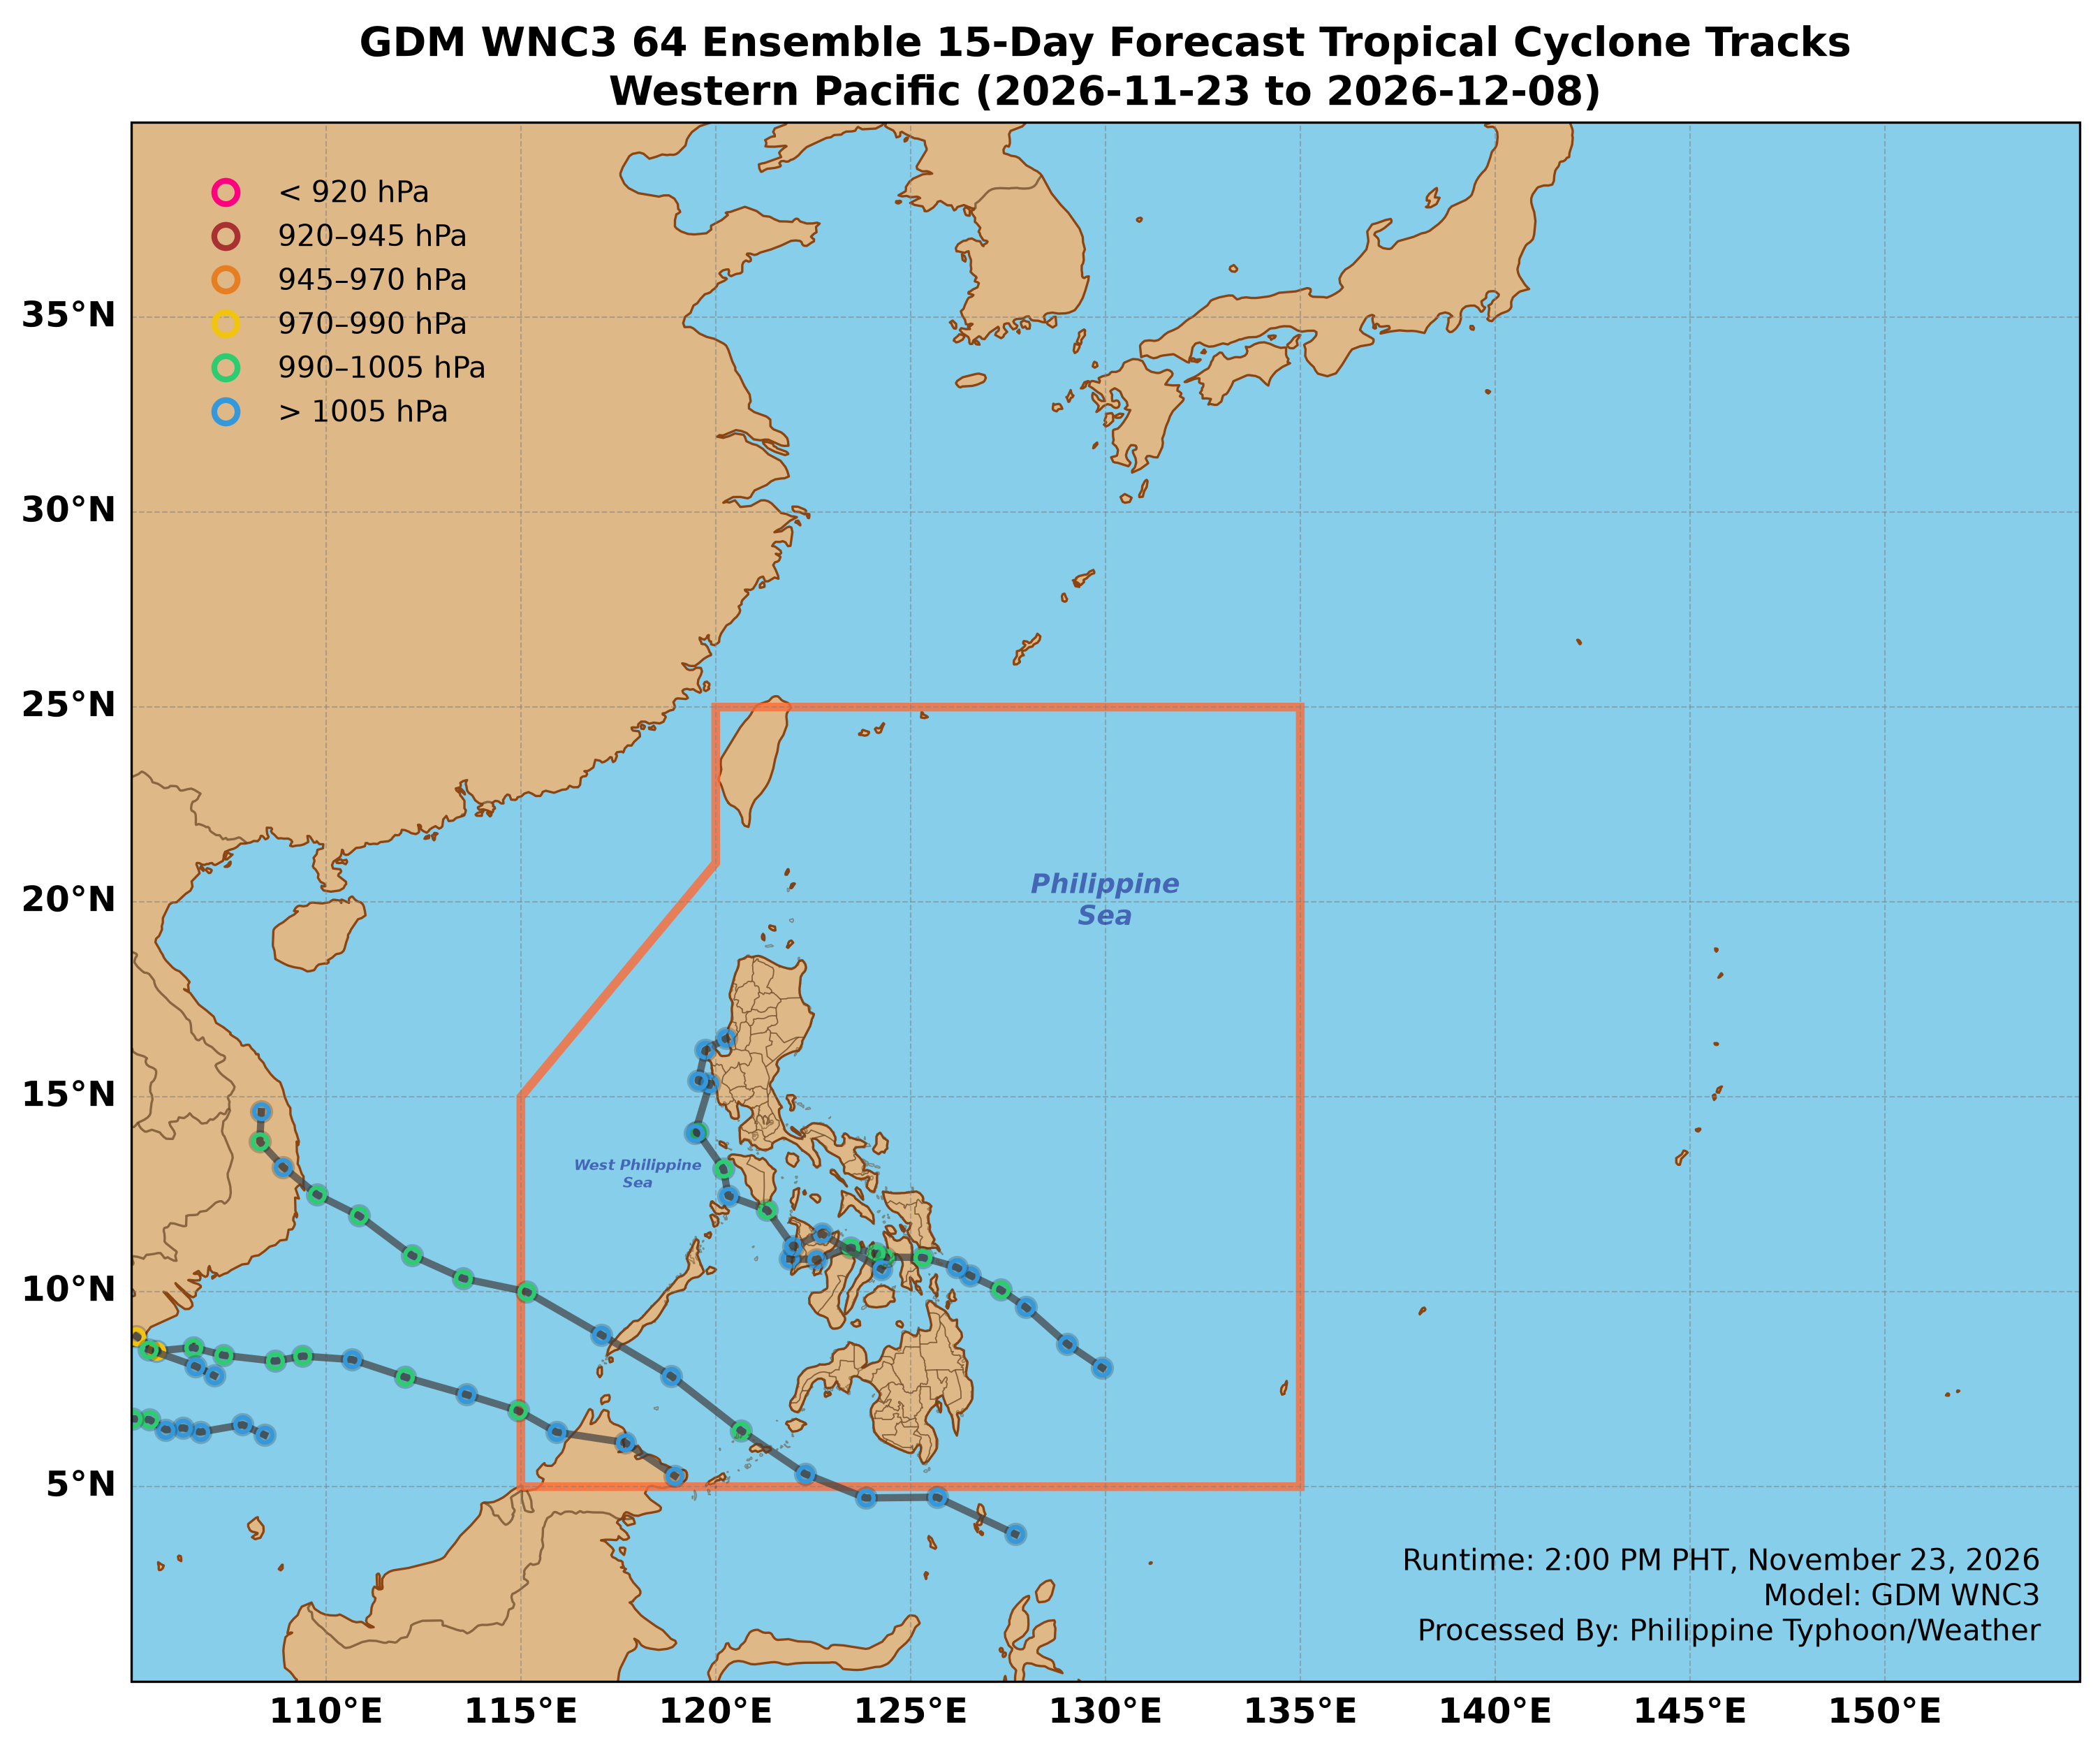 GDM WNC3 64 Ensemble 15-Day Forecast Tropical Cyclone Tracks
Western Pacific (2026-11-23 to 2026-12-08)
< 920 hPa
920–945 hPa
945–970 hPa
970–990 hPa
990–1005 hPa
> 1005 hPa
35°N
30°N
25°N
20°N
15°N
10°N
5°N
Philippine
Sea
West Philippine
Sea
Runtime: 2:00 PM PHT, November 23, 2026
Model: GDM WNC3
Processed By: Philippine Typhoon/Weather
110°E
115°E
120°E
125°E
130°E
135°E
140°E
145°E
150°E